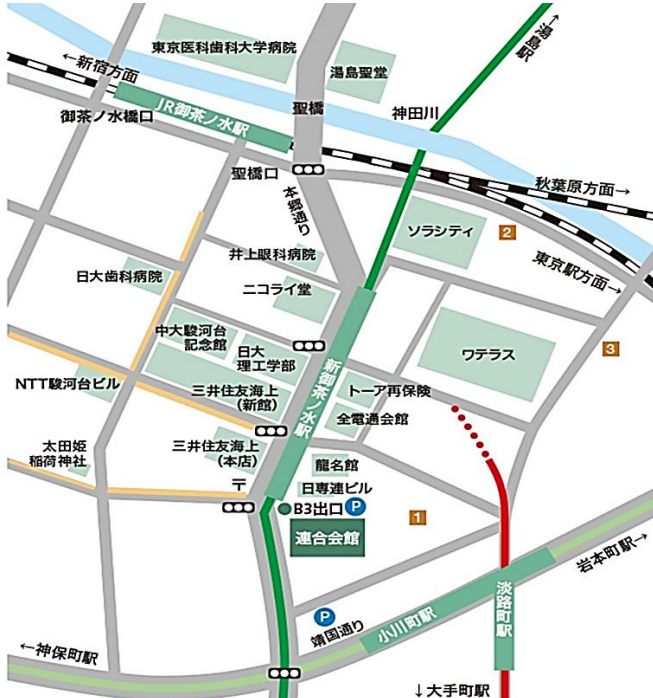 ←湯島駅
東京医科歯科大学病院
←新宿方面
湯島聖堂
JR御茶ノ水駅
聖橋
神田川
御茶ノ水橋口
聖橋口
秋葉原方面→
本郷通り
ソラシティ
2
井上眼科病院
東京駅方面→
日大歯科病院
ニコライ堂
中大駿河台
記念館
日大
理工学部
新御茶ノ水駅
ワテラス
3
NTT駿河台ビル
三井住友海上
(新館)
トーア再保険
全電通会館
太田姫
稲荷神社
三井住友海上
(本店)
龍名館
〒
日専連ビル
B3出口
P
1
連合会館
岩本町駅→
淡路町駅
P
靖国通り
小川町駅
←神保町駅
↓大手町駅